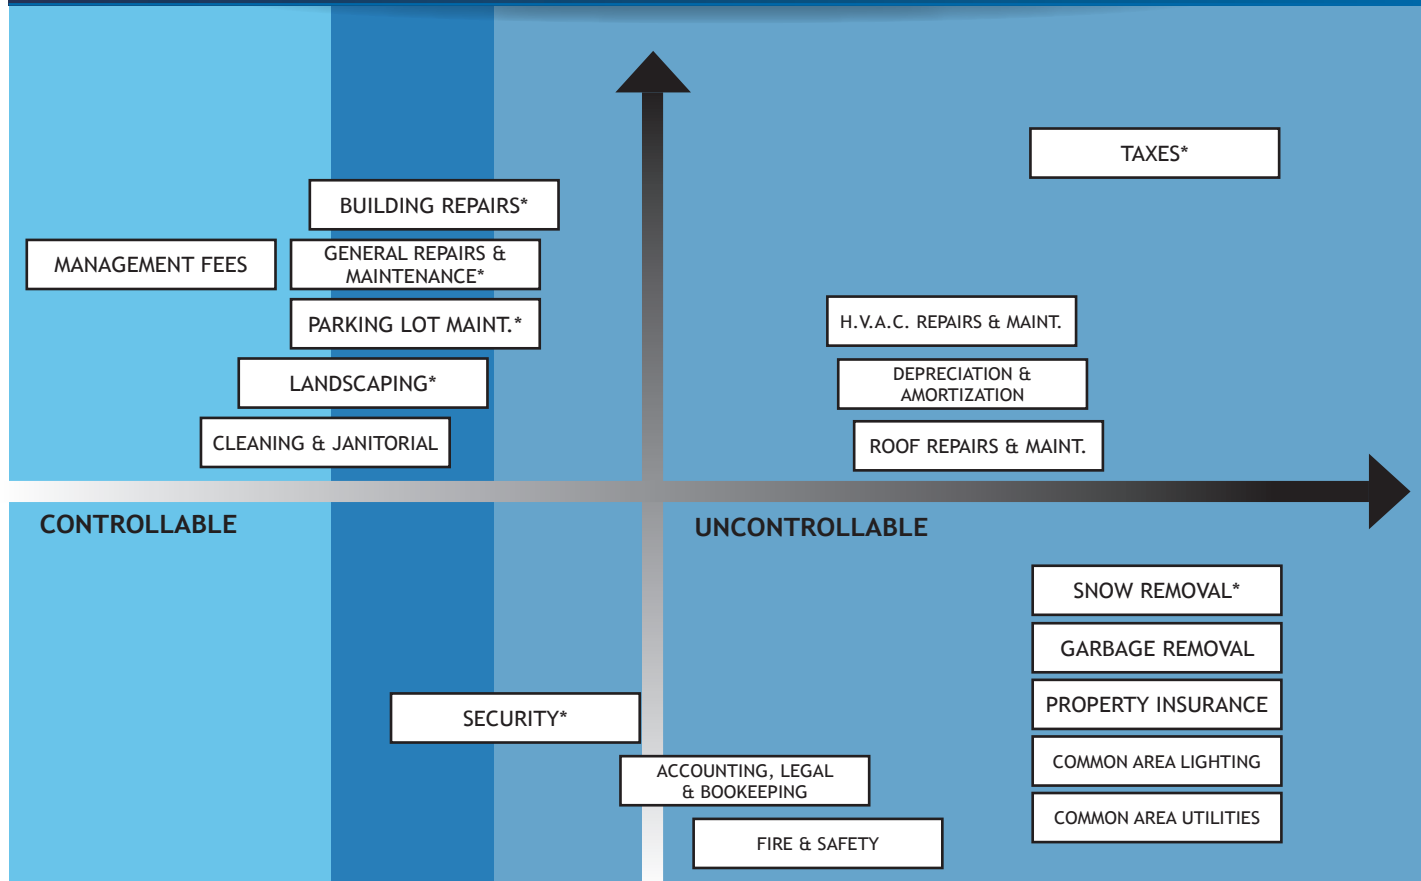 TAXES*
BUILDING REPAIRS*
MANAGEMENT FEES
GENERAL REPAIRS &
MAINTENANCE*
PARKING LOT MAINT.*
H.V.A.C. REPAIRS & MAINT.
LANDSCAPING*
DEPRECIATION &
AMORTIZATION
CLEANING & JANITORIAL
ROOF REPAIRS & MAINT.
CONTROLLABLE
UNCONTROLLABLE
SNOW REMOVAL*
GARBAGE REMOVAL
PROPERTY INSURANCE
SECURITY*
COMMON AREA LIGHTING
ACCOUNTING, LEGAL
& BOOKEEPING
COMMON AREA UTILITIES
FIRE & SAFETY